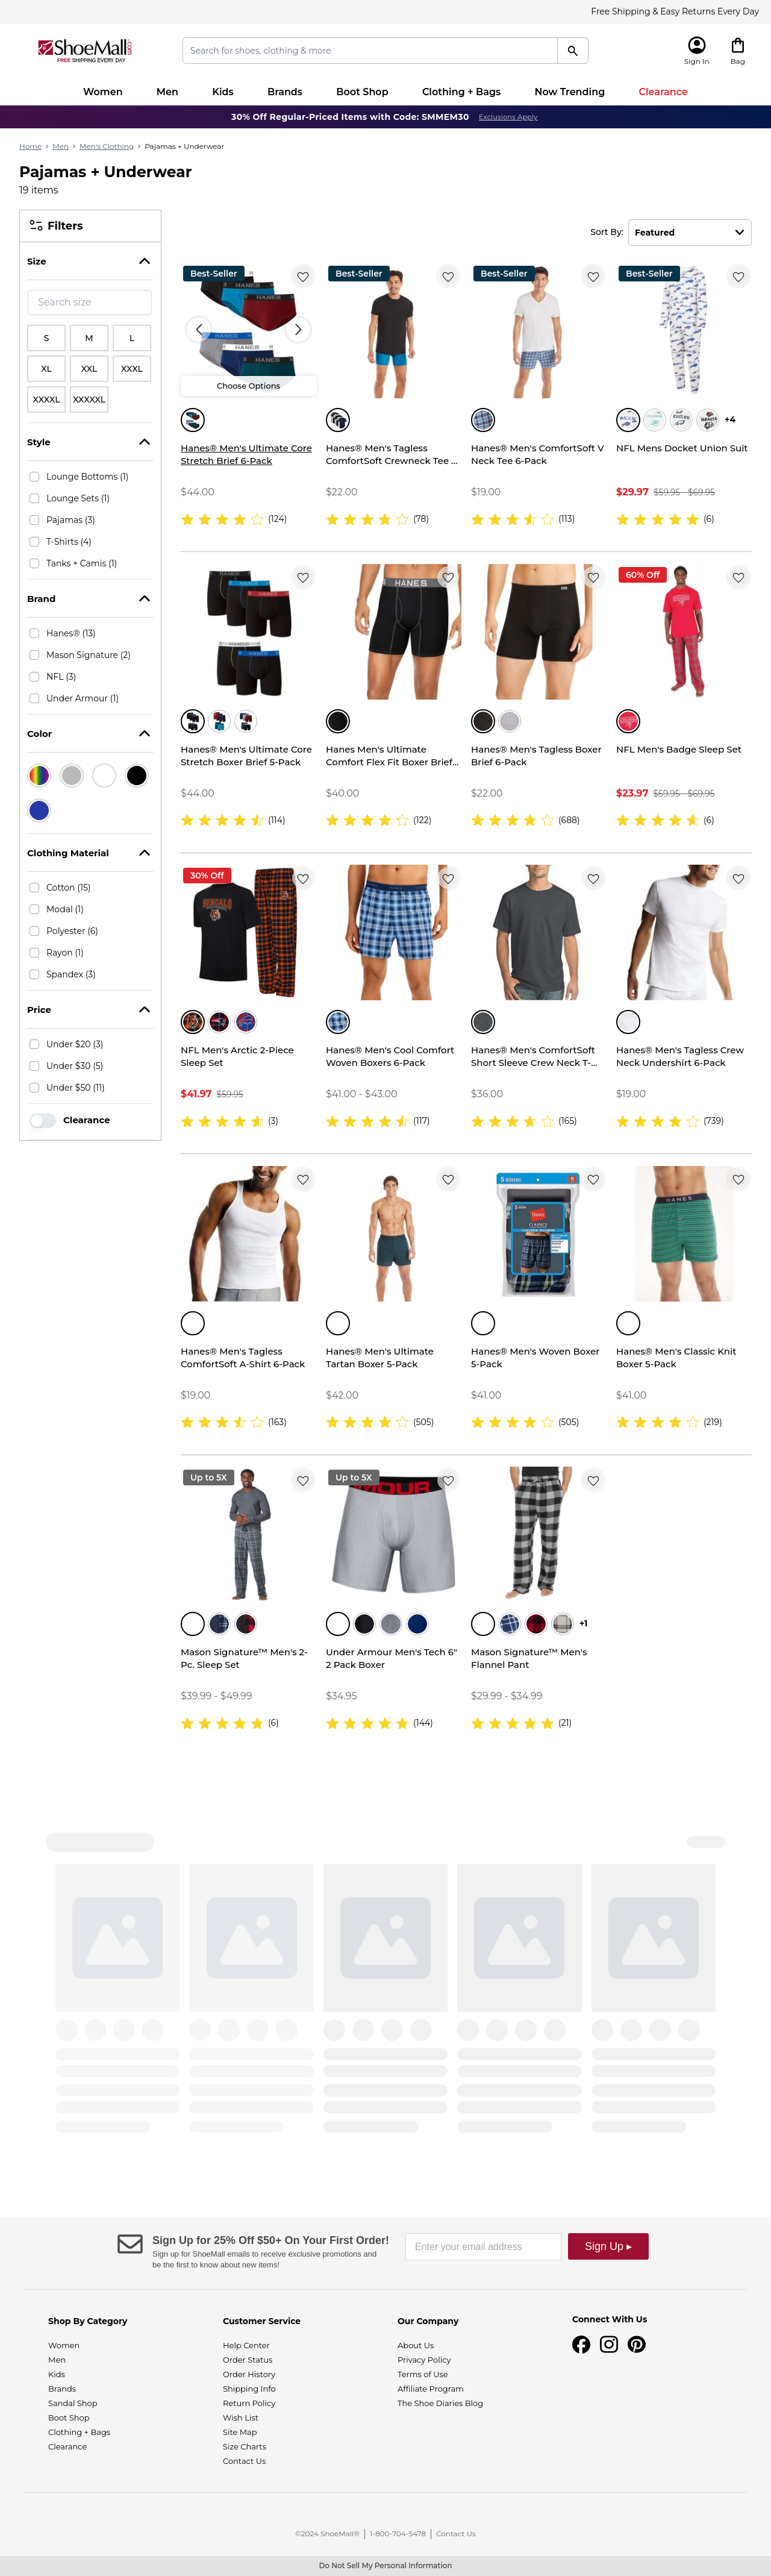 Free Shipping & Easy Returns Every Day
ShoeMall.COM
FREE SHIPPING EVERY DAY
Search for shoes, clothing & more
Sign In
Bag
Women Men Kids Brands Boot Shop Clothing + Bags Now Trending Clearance
30% Off Regular-Priced Items with Code: SMMEM30 Exclusions Apply
Home › Men › Men's Clothing › Pajamas + Underwear
Pajamas + Underwear
19 items
Filters
Size
Search size
S M L
XL XXL XXXL
XXXXL XXXXXL
Style
Lounge Bottoms (1)
Lounge Sets (1)
Pajamas (3)
T-Shirts (4)
Tanks + Camis (1)
Brand
Hanes® (13)
Mason Signature (2)
NFL (3)
Under Armour (1)
Color
Clothing Material
Cotton (15)
Modal (1)
Polyester (6)
Rayon (1)
Spandex (3)
Price
Under $20 (3)
Under $30 (5)
Under $50 (11)
Clearance
Sort By: Featured
Best-Seller
Choose Options
Hanes® Men's Ultimate Core
Stretch Brief 6-Pack
$44.00
(124)
Best-Seller
Hanes® Men's Tagless
ComfortSoft Crewneck Tee ...
$22.00
(78)
Best-Seller
Hanes® Men's ComfortSoft V
Neck Tee 6-Pack
$19.00
(113)
Best-Seller
+4
NFL Mens Docket Union Suit
$29.97 $59.95 - $69.95
(6)
HANES
Hanes® Men's Ultimate Core
Stretch Boxer Brief 5-Pack
$44.00
(114)
HANES
Hanes Men's Ultimate
Comfort Flex Fit Boxer Brief...
$40.00
(122)
Hanes® Men's Tagless Boxer
Brief 6-Pack
$22.00
(688)
60% Off
NFL Men's Badge Sleep Set
$23.97 $59.95 - $69.95
(6)
30% Off
BENGALS
NFL Men's Arctic 2-Piece
Sleep Set
$41.97 $59.95
(3)
Hanes® Men's Cool Comfort
Woven Boxers 6-Pack
$41.00 - $43.00
(117)
Hanes® Men's ComfortSoft
Short Sleeve Crew Neck T-...
$36.00
(165)
Hanes® Men's Tagless Crew
Neck Undershirt 6-Pack
$19.00
(739)
Hanes® Men's Tagless
ComfortSoft A-Shirt 6-Pack
$19.00
(163)
Hanes® Men's Ultimate
Tartan Boxer 5-Pack
$42.00
(505)
5 BOXERS
Hanes
CLASSICS
Hanes® Men's Woven Boxer
5-Pack
$41.00
(505)
HANES
Hanes® Men's Classic Knit
Boxer 5-Pack
$41.00
(219)
Up to 5X
Mason Signature™ Men's 2-
Pc. Sleep Set
$39.99 - $49.99
(6)
Up to 5X
Under Armour Men's Tech 6"
2 Pack Boxer
$34.95
(144)
+1
Mason Signature™ Men's
Flannel Pant
$29.99 - $34.99
(21)
Sign Up for 25% Off $50+ On Your First Order!
Sign up for ShoeMall emails to receive exclusive promotions and
be the first to know about new items!
Enter your email address
Sign Up ▸
Shop By Category
Women
Men
Kids
Brands
Sandal Shop
Boot Shop
Clothing + Bags
Clearance
Customer Service
Help Center
Order Status
Order History
Shipping Info
Return Policy
Wish List
Site Map
Size Charts
Contact Us
Our Company
About Us
Privacy Policy
Terms of Use
Affiliate Program
The Shoe Diaries Blog
Connect With Us
©2024 ShoeMall® | 1-800-704-5478 | Contact Us
Do Not Sell My Personal Information